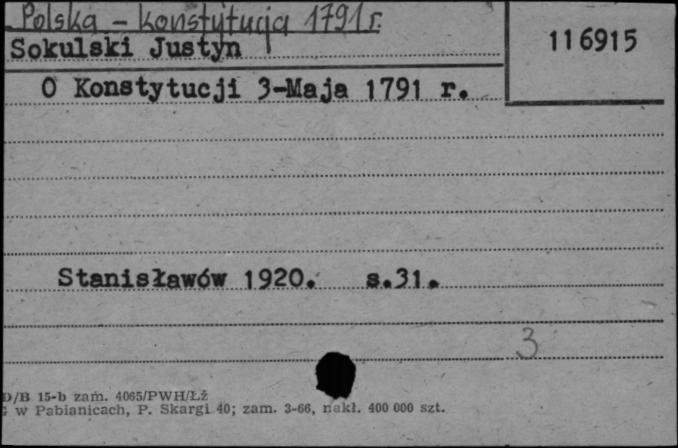 Polska - Konstytucja 1791 r.
Sokulski Justyn
116915
O Konstytucji 3-Maja 1791 r.
Stanisławów 1920. s.31.
3
D/B 15-b zam. 4065/PWH/Łż
w Pabianicach, P. Skargi 40; zam. 3-66, nakł. 400 000 szt.